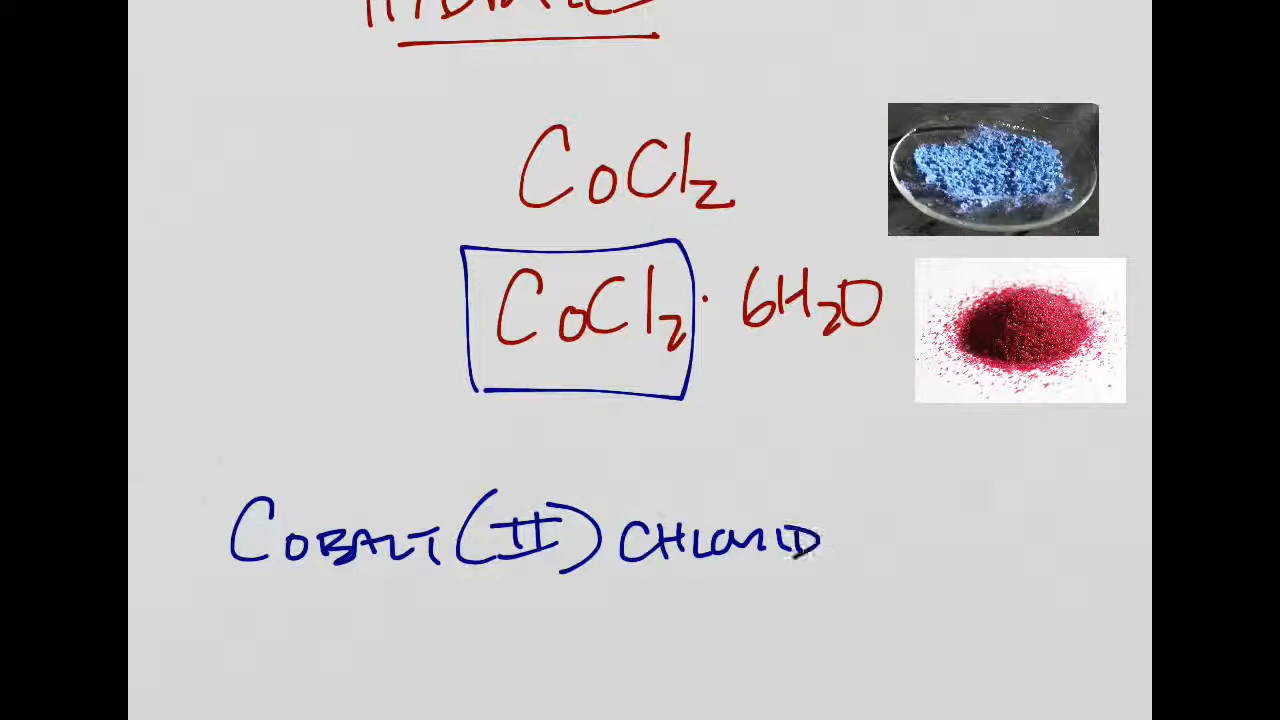 CoCl₂
CoCl₂ · 6H₂O
COBALT (II) CHLORID